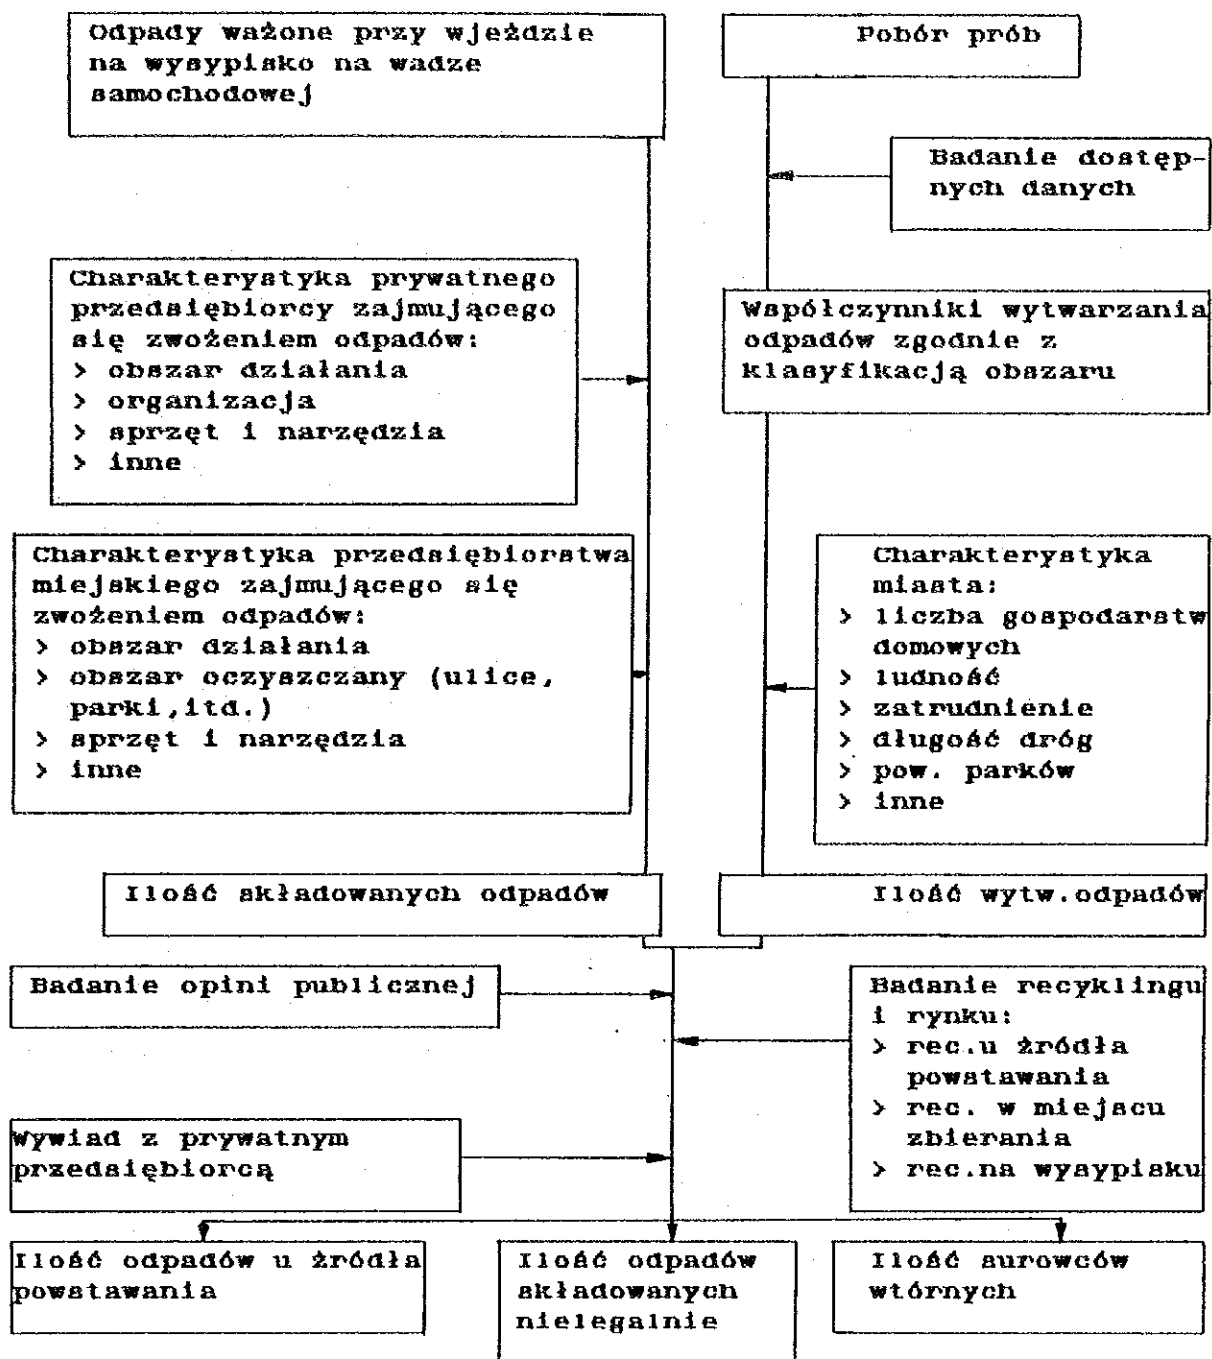 Odpady ważone przy wjeździe
na wysypisko na wadze
samochodowej
Pobór prób
Badanie dostęp-
nych danych
Charakterystyka prywatnego
przedsiębiorcy zajmującego
się zwożeniem odpadów:
> obszar działania
> organizacja
> sprzęt i narzędzia
> inne
Współczynniki wytwarzania
odpadów zgodnie z
klasyfikacją obszaru
Charakterystyka przedsiębiorstwa
miejskiego zajmującego się
zwożeniem odpadów:
> obszar działania
> obszar oczyszczany (ulice,
parki,itd.)
> sprzęt i narzędzia
> inne
Charakterystyka
miasta:
> liczba gospodarstw
domowych
> ludność
> zatrudnienie
> długość dróg
> pow. parków
> inne
Ilość składowanych odpadów
Ilość wytw.odpadów
Badanie opini publicznej
Badanie recyklingu
i rynku:
> rec.u źródła
powstawania
> rec. w miejscu
zbierania
> rec.na wysypisku
Wywiad z prywatnym
przedsiębiorcą
Ilość odpadów u źródła
powstawania
Ilość odpadów
składowanych
nielegalnie
Ilość surowców
wtórnych